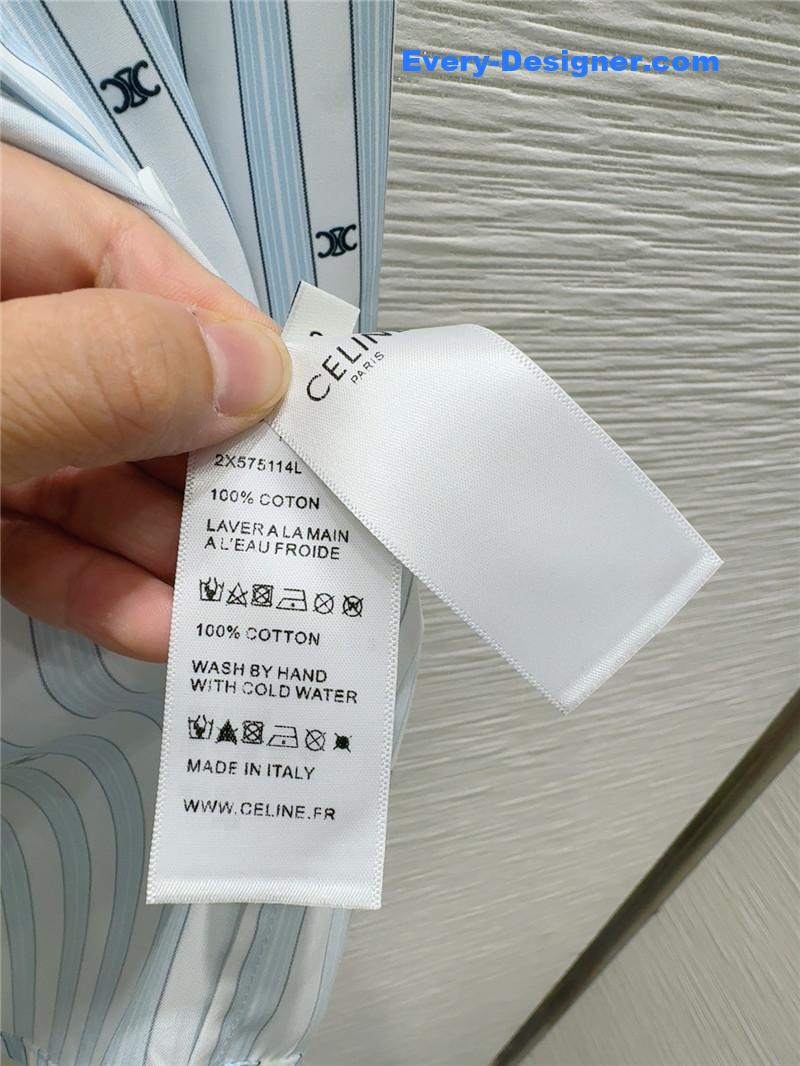 Every-Designer.com
CELINE
PARIS
2X575114L
100% COTON
LAVER A LA MAIN
A L'EAU FROIDE
100% COTTON
WASH BY HAND
WITH COLD WATER
MADE IN ITALY
WWW.CELINE.FR